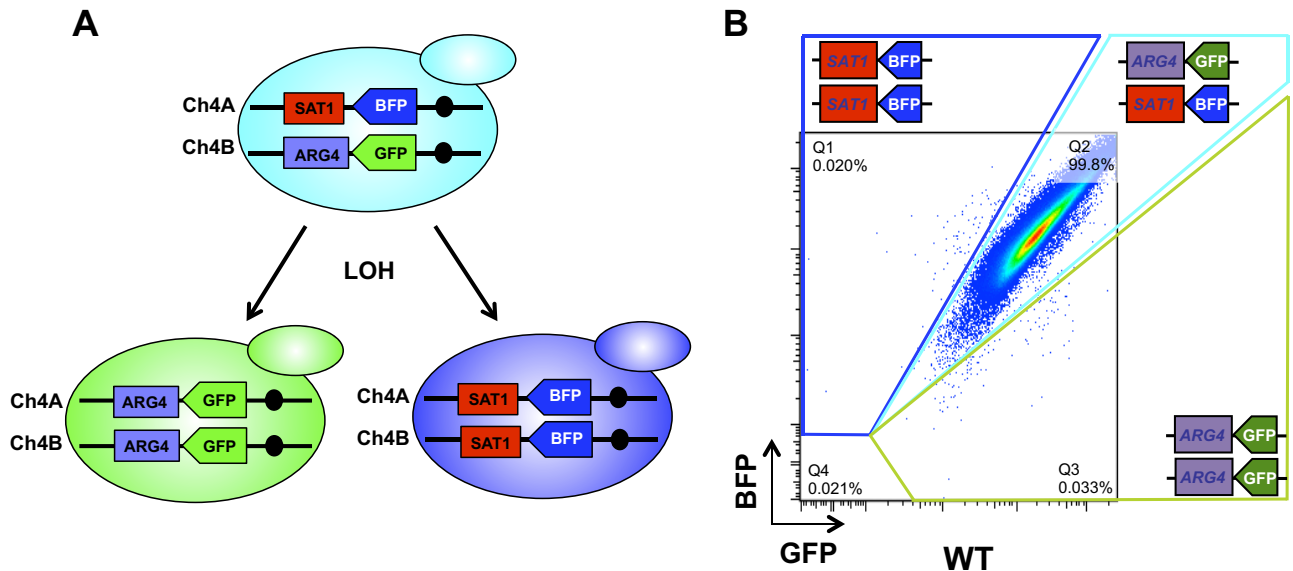 A
Ch4A
SAT1
BFP
Ch4B
ARG4
GFP
LOH
Ch4A
ARG4
GFP
Ch4B
ARG4
GFP
Ch4A
SAT1
BFP
Ch4B
SAT1
BFP
B
SAT1
BFP
SAT1
BFP
ARG4
GFP
SAT1
BFP
Q1
0.020%
Q2
99.8%
ARG4
GFP
ARG4
GFP
Q4
0.021%
Q3
0.033%
BFP
GFP
WT